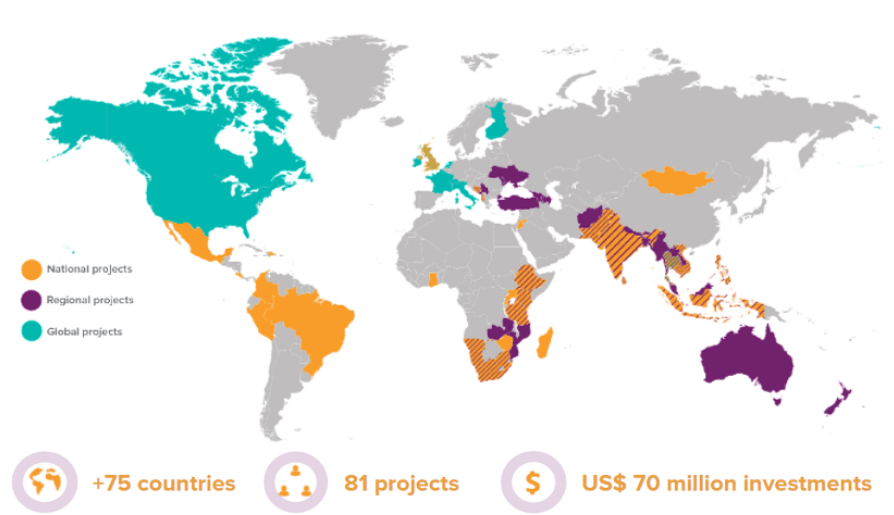 National projects
Regional projects
Global projects
+75 countries
81 projects
$
US$ 70 million investments